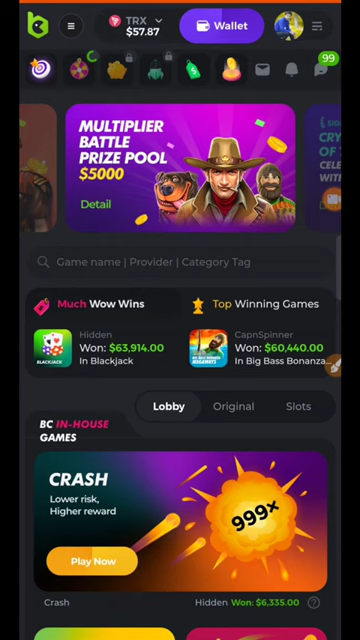 TRX
$57.87
Wallet
99
MULTIPLIER
BATTLE
PRIZE POOL
$5000
Detail
Game name | Provider | Category Tag
Much Wow Wins
Top Winning Games
Hidden
Won: $63,914.00
In Blackjack
BLACKJACK
CapnSpinner
Won: $60,440.00
In Big Bass Bonanza...
Lobby
Original
Slots
BC IN-HOUSE
GAMES
CRASH
Lower risk,
Higher reward
999×
Play Now
Crash
Hidden Won: $6,335.00